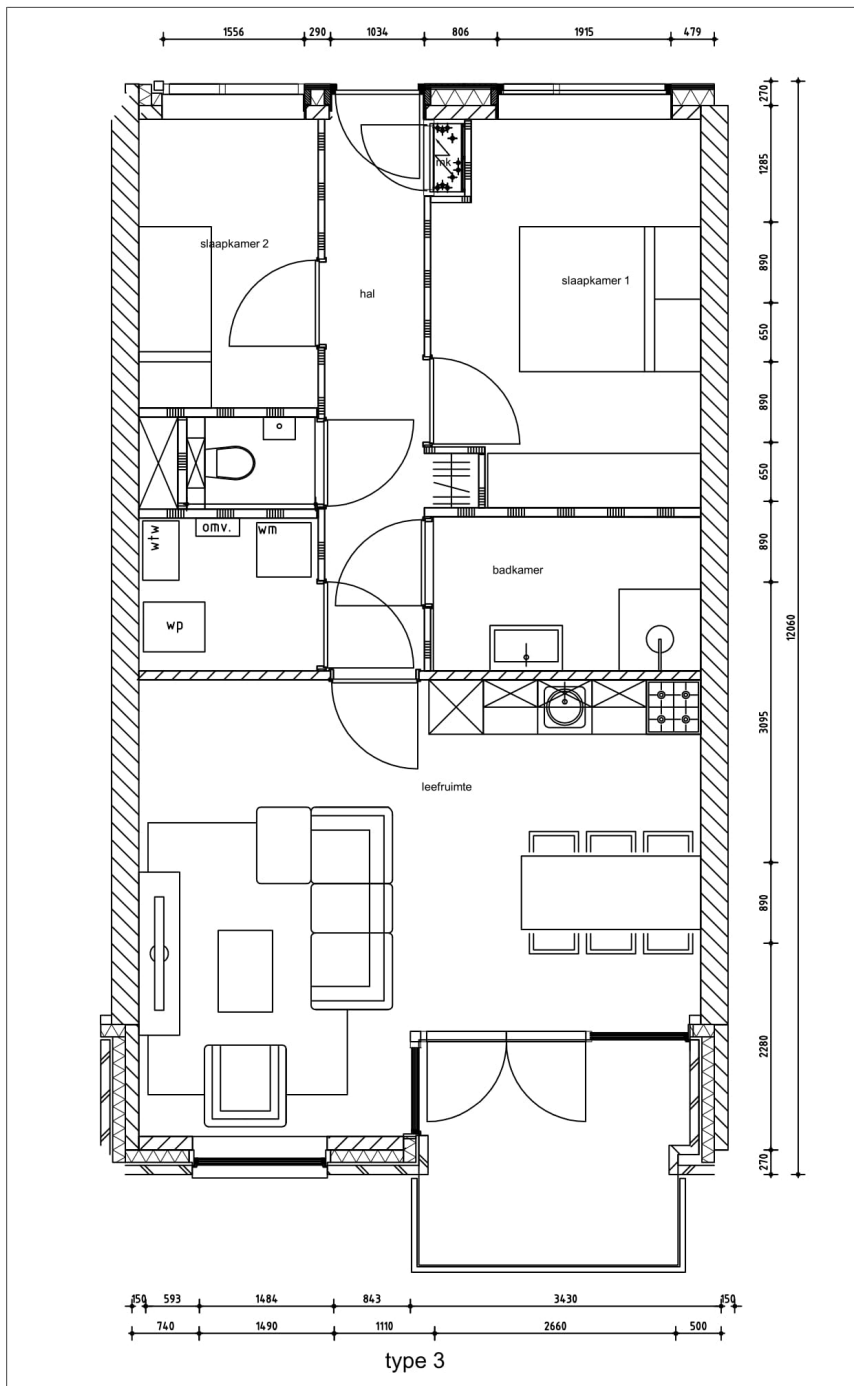 1556 290 1034 806 1915 479
270
1285
mk
slaapkamer 2
890
slaapkamer 1
hal
650
890
650
omv.
wtw
wm
890
badkamer
wp
12060
3095
leefruimte
890
2280
270
150 593 1484 843 3430 150
740 1490 1110 2660 500
type 3